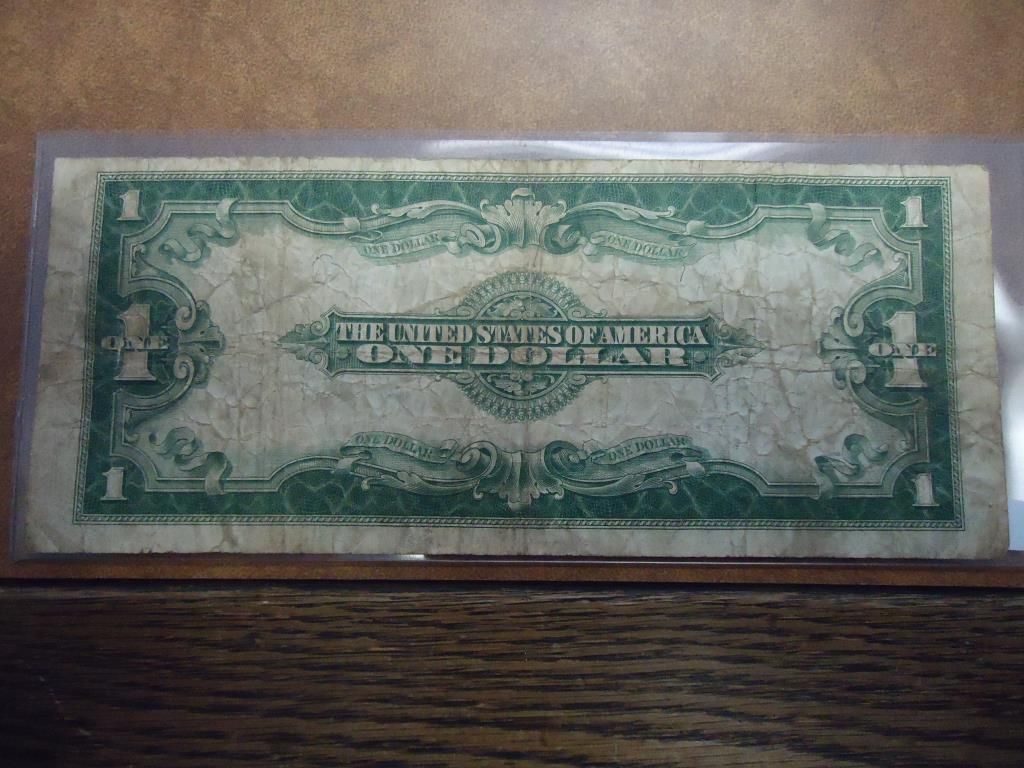 1 1
ONE DOLLAR ONE DOLLAR
1 ONE 1 ONE
THE UNITED STATES OF AMERICA
ONE DOLLAR
ONE DOLLAR ONE DOLLAR
1 1